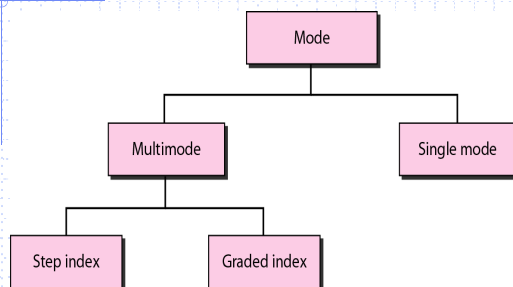 Mode
Multimode
Single mode
Step index
Graded index